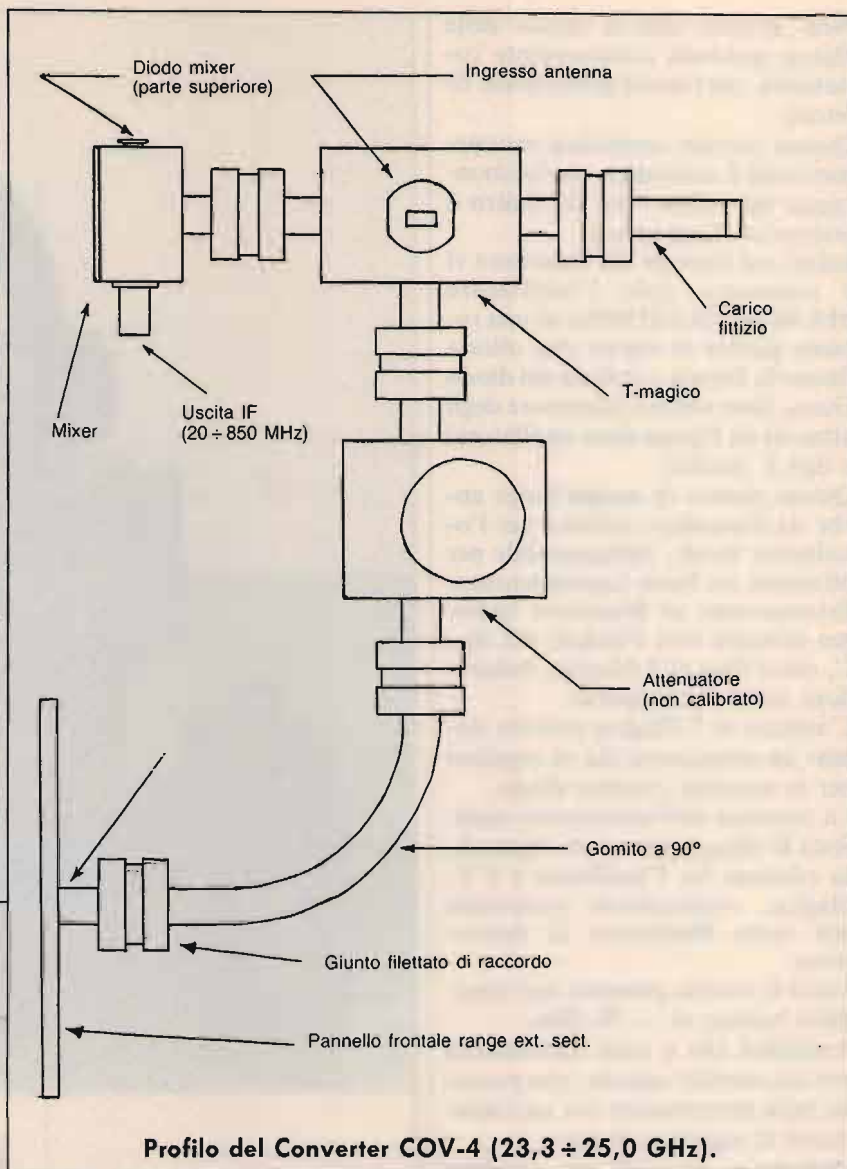 Diodo mixer
(parte superiore)
Ingresso antenna
Carico
fittizio
T-magico
Mixer
Uscita IF
(20 ÷ 850 MHz)
Attenuatore
(non calibrato)
Gomito a 90°
Giunto filettato di raccordo
Pannello frontale range ext. sect.
Profilo del Converter COV-4 (23,3 ÷ 25,0 GHz).